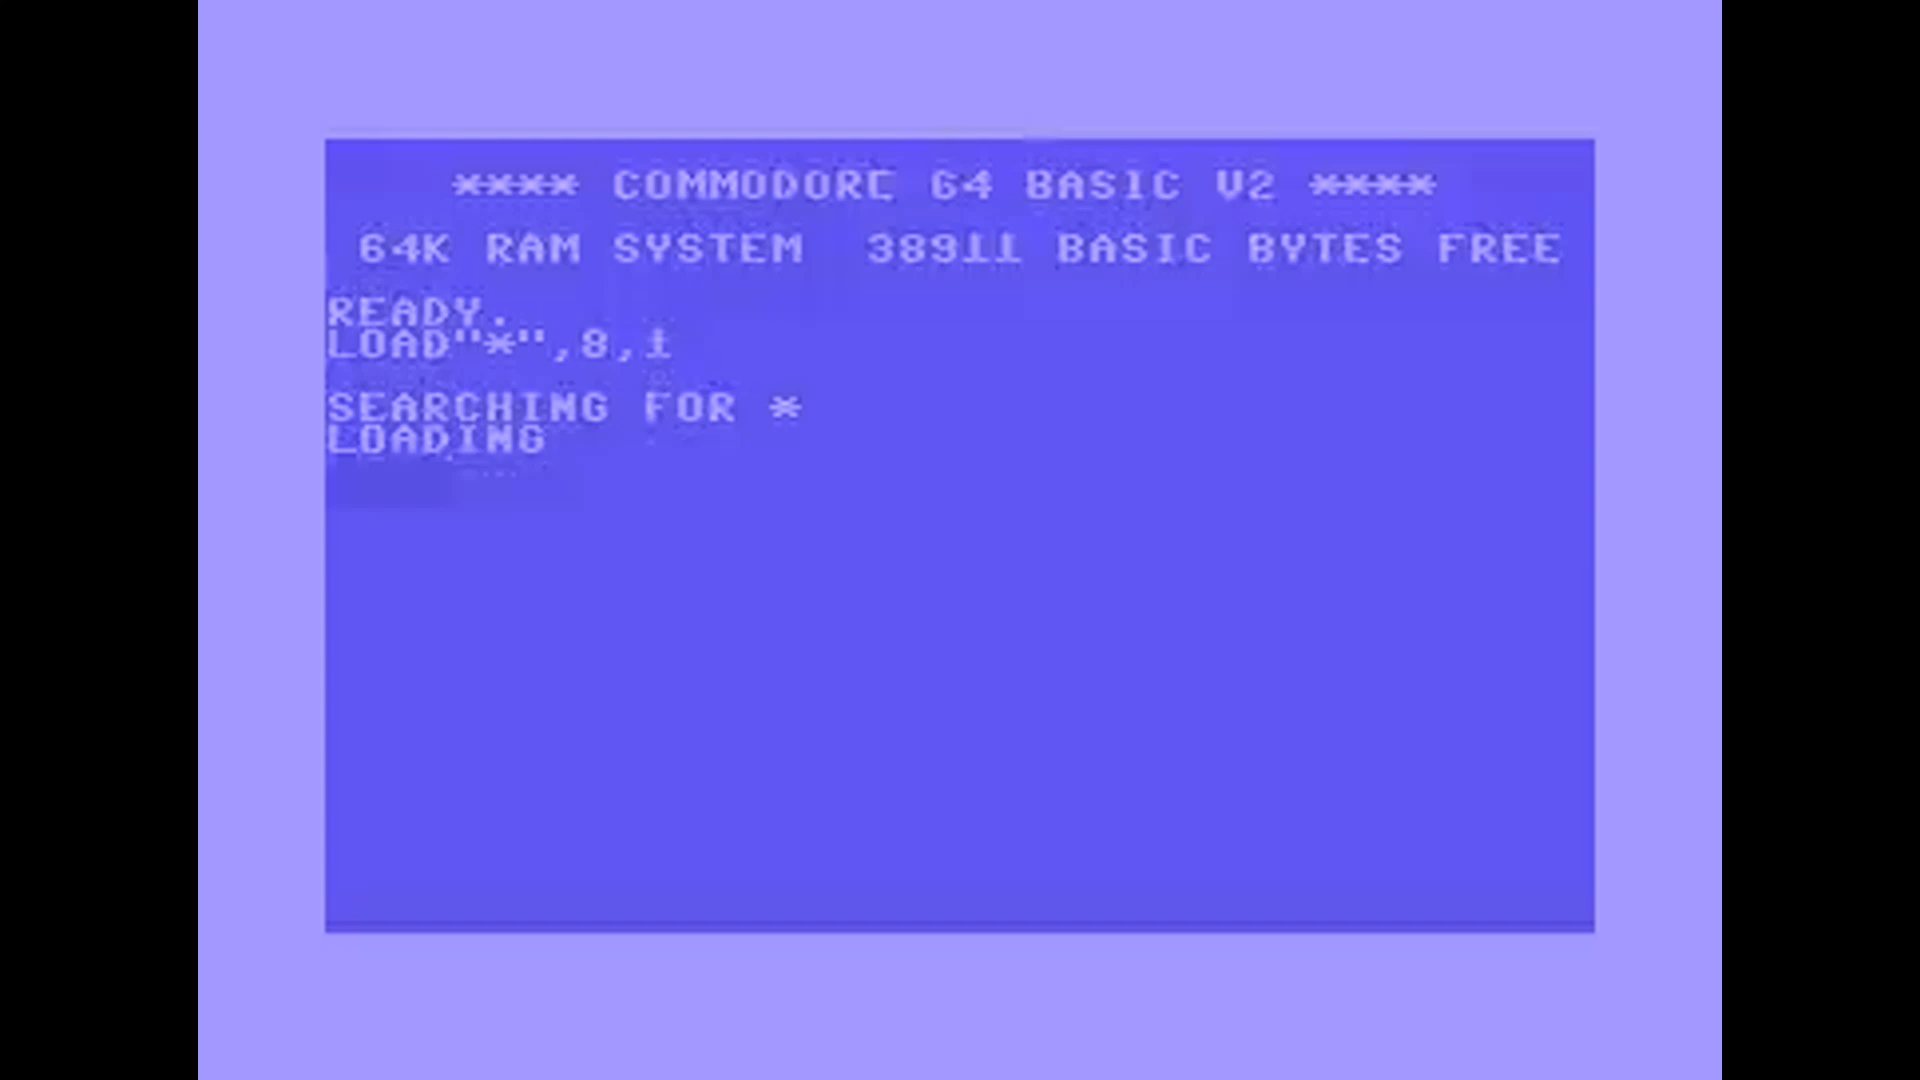 **** COMMODORE 64 BASIC V2 ****
64K RAM SYSTEM  38911 BASIC BYTES FREE
READY.
LOAD"*",8,1
SEARCHING FOR *
LOADING